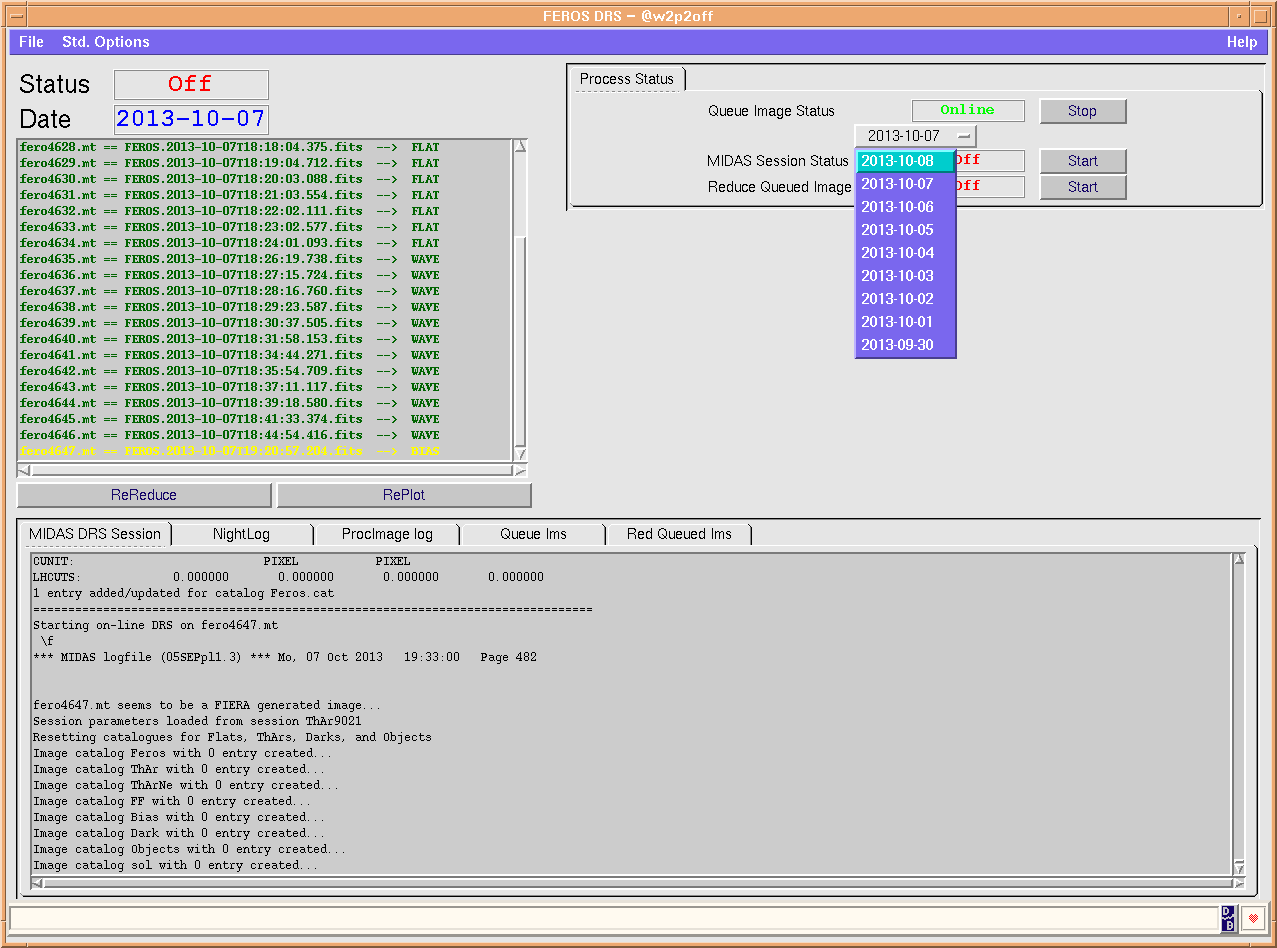 FEROS DRS – @w2p2off
File Std. Options Help
Status Off
Date 2013-10-07
fero4628.mt == FEROS.2013-10-07T18:18:04.375.fits --> FLAT
fero4629.mt == FEROS.2013-10-07T18:19:04.712.fits --> FLAT
fero4630.mt == FEROS.2013-10-07T18:20:03.088.fits --> FLAT
fero4631.mt == FEROS.2013-10-07T18:21:03.554.fits --> FLAT
fero4632.mt == FEROS.2013-10-07T18:22:02.111.fits --> FLAT
fero4633.mt == FEROS.2013-10-07T18:23:02.577.fits --> FLAT
fero4634.mt == FEROS.2013-10-07T18:24:01.093.fits --> FLAT
fero4635.mt == FEROS.2013-10-07T18:26:19.738.fits --> WAVE
fero4636.mt == FEROS.2013-10-07T18:27:15.724.fits --> WAVE
fero4637.mt == FEROS.2013-10-07T18:28:16.760.fits --> WAVE
fero4638.mt == FEROS.2013-10-07T18:29:23.587.fits --> WAVE
fero4639.mt == FEROS.2013-10-07T18:30:37.505.fits --> WAVE
fero4640.mt == FEROS.2013-10-07T18:31:58.153.fits --> WAVE
fero4641.mt == FEROS.2013-10-07T18:34:44.271.fits --> WAVE
fero4642.mt == FEROS.2013-10-07T18:35:54.709.fits --> WAVE
fero4643.mt == FEROS.2013-10-07T18:37:11.117.fits --> WAVE
fero4644.mt == FEROS.2013-10-07T18:39:18.580.fits --> WAVE
fero4645.mt == FEROS.2013-10-07T18:41:33.374.fits --> WAVE
fero4646.mt == FEROS.2013-10-07T18:44:54.416.fits --> WAVE
fero4647.mt == FEROS.2013-10-07T19:20:57.204.fits --> BIAS
ReReduce RePlot
Process Status
Queue Image Status Online Stop
2013-10-07
MIDAS Session Status Off Start
Reduce Queued Image Off Start
2013-10-08
2013-10-07
2013-10-06
2013-10-05
2013-10-04
2013-10-03
2013-10-02
2013-10-01
2013-09-30
MIDAS DRS Session NightLog ProcImage log Queue Ims Red Queued Ims
CUNIT: PIXEL PIXEL
LHCUTS: 0.000000 0.000000 0.000000 0.000000
1 entry added/updated for catalog Feros.cat
================================================================================
Starting on-line DRS on fero4647.mt
\f
*** MIDAS logfile (05SEPpl1.3) *** Mo, 07 Oct 2013 19:33:00 Page 482
fero4647.mt seems to be a FIERA generated image...
Session parameters loaded from session ThAr9021
Resetting catalogues for Flats, ThArs, Darks, and Objects
Image catalog Feros with 0 entry created...
Image catalog ThAr with 0 entry created...
Image catalog ThArNe with 0 entry created...
Image catalog FF with 0 entry created...
Image catalog Bias with 0 entry created...
Image catalog Dark with 0 entry created...
Image catalog Objects with 0 entry created...
Image catalog sol with 0 entry created...
D
B